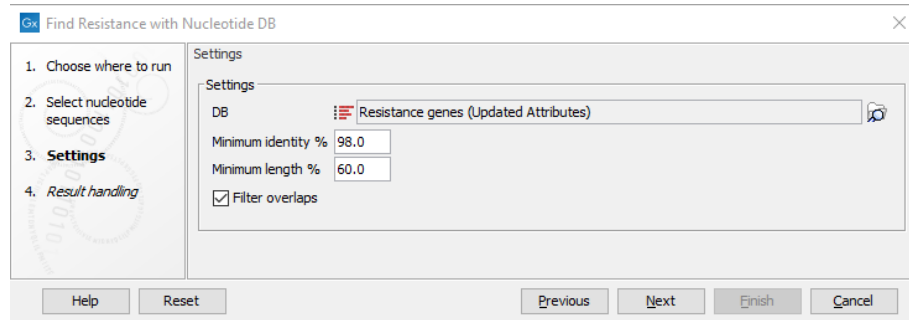 Gx Find Resistance with Nucleotide DB
1. Choose where to run
2. Select nucleotide
sequences
3. Settings
4. Result handling
Settings
Settings
DB Resistance genes (Updated Attributes)
Minimum identity % 98.0
Minimum length % 60.0
Filter overlaps
Help Reset Previous Next Finish Cancel